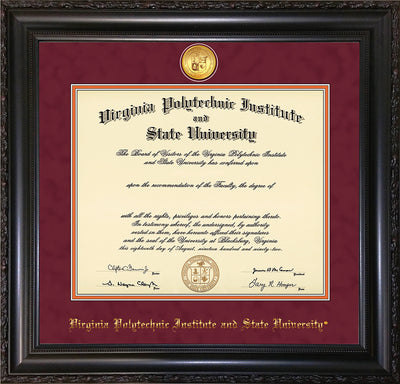 Virginia Polytechnic Institute
and
State University
The Board of Visitors of the Virginia Polytechnic Institute
and State University has conferred upon
upon the recommendation of the Faculty, the degree of
with all the rights, privileges and honors pertaining thereto.
In testimony whereof, the undersigned, by authority
vested in them, have hereunto affixed their signatures
and the seal of the University at Blacksburg, Virginia
this eighteenth day of August, nineteen hundred and ninety-two.
Virginia Polytechnic Institute and State University